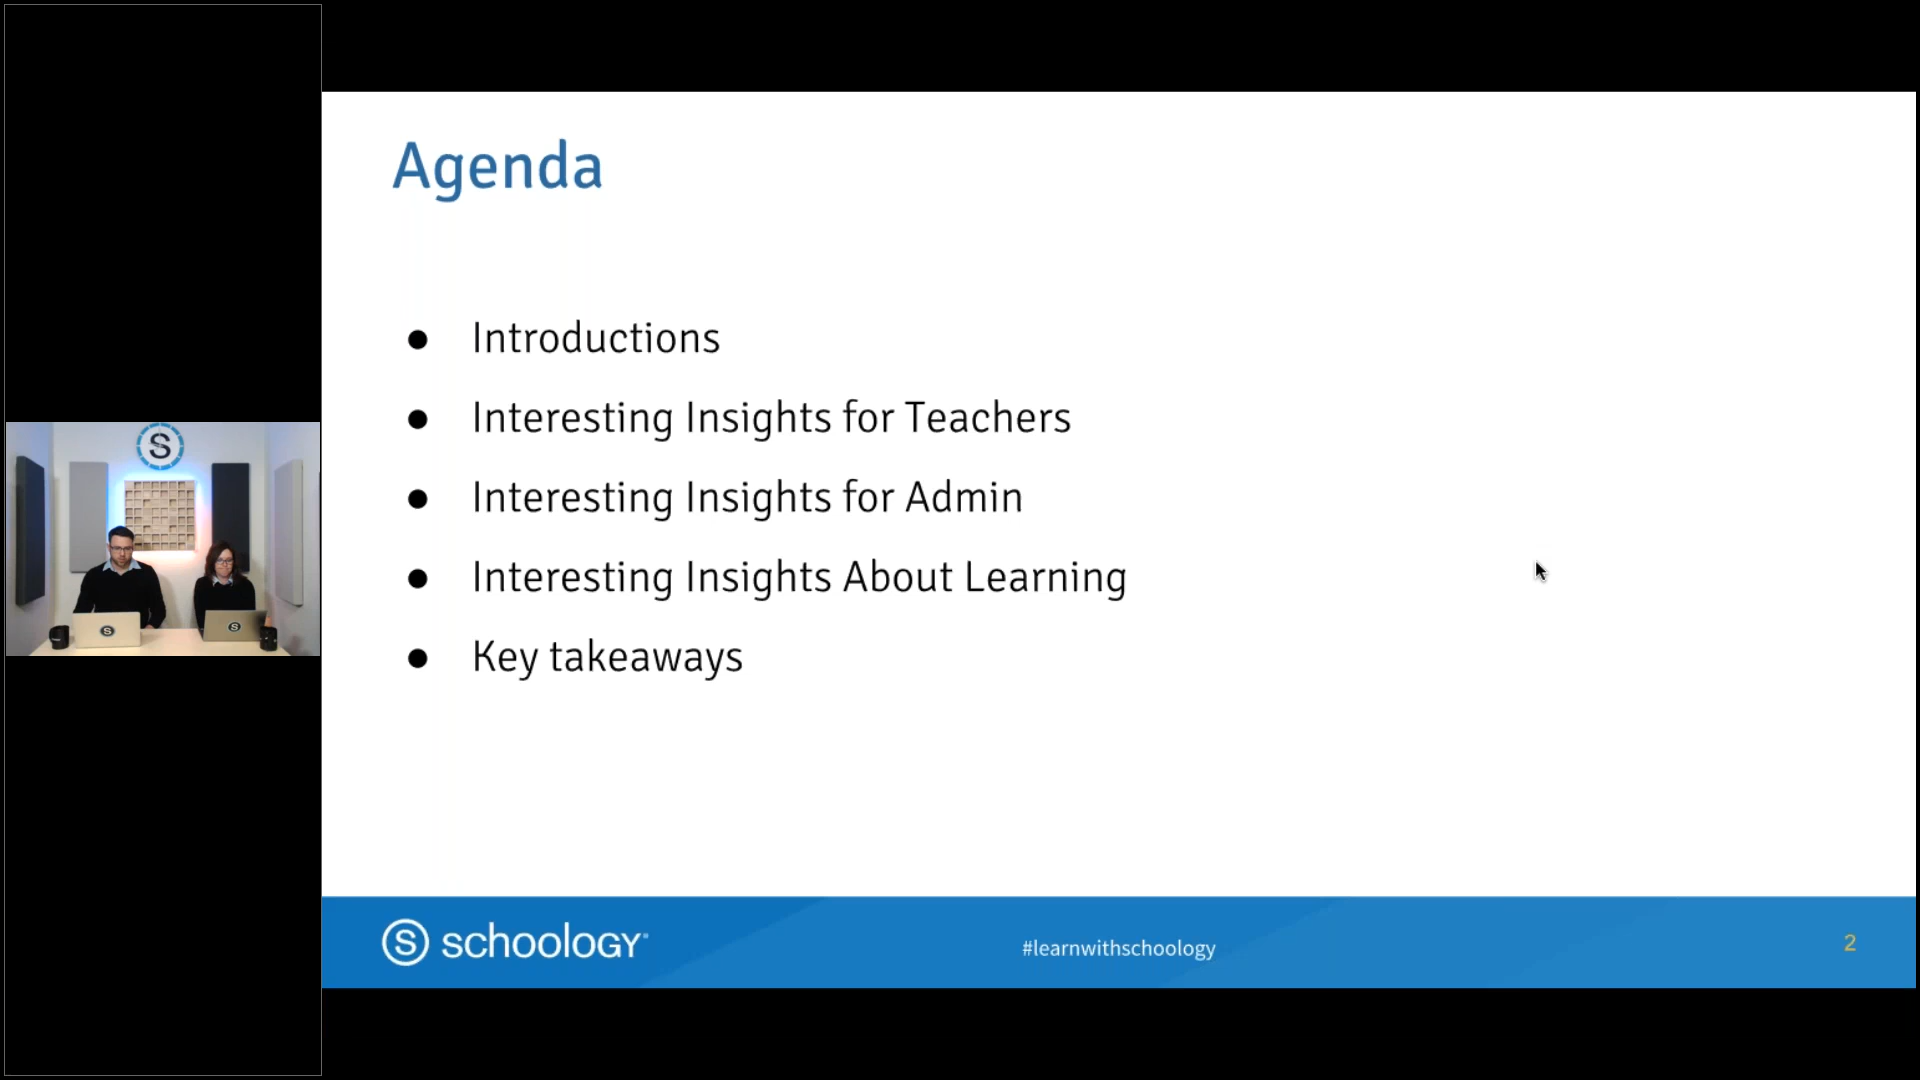 Agenda
● Introductions
● Interesting Insights for Teachers
● Interesting Insights for Admin
● Interesting Insights About Learning
● Key takeaways
S
S
S
S schoology
#learnwithschoology
2